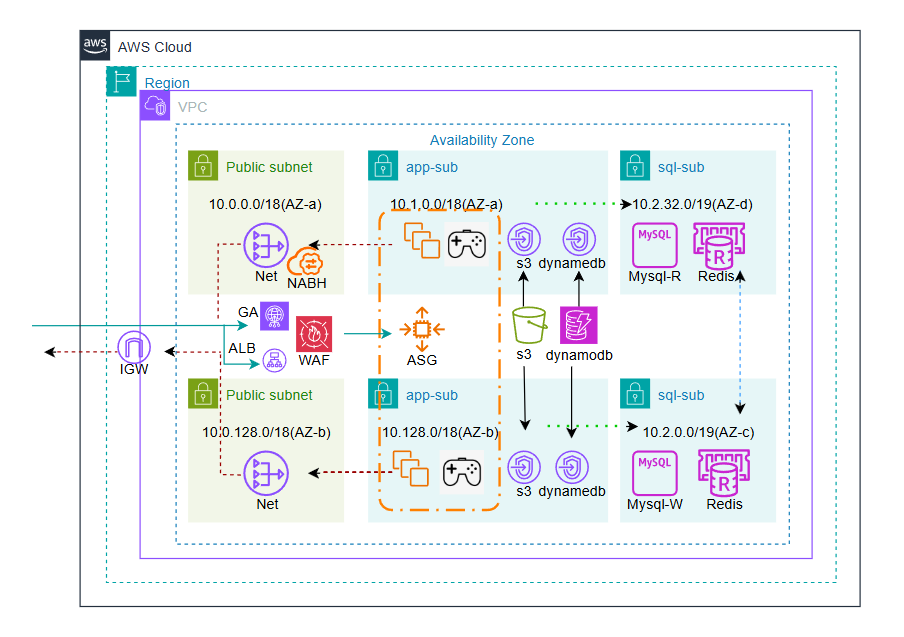 aws
AWS Cloud
Region
VPC
Availability Zone
Public subnet
app-sub
sql-sub
10.0.0.0/18(AZ-a)
10.1.0.0/18(AZ-a)
10.2.32.0/19(AZ-d)
MySQL
R
Net
NABH
s3
dynamedb
Mysql-R
Redis
GA
ALB
WAF
IGW
ASG
s3
dynamodb
Public subnet
app-sub
sql-sub
10.0.128.0/18(AZ-b)
10.128.0/18(AZ-b)
10.2.0.0/19(AZ-c)
MySQL
R
Net
s3
dynamedb
Mysql-W
Redis